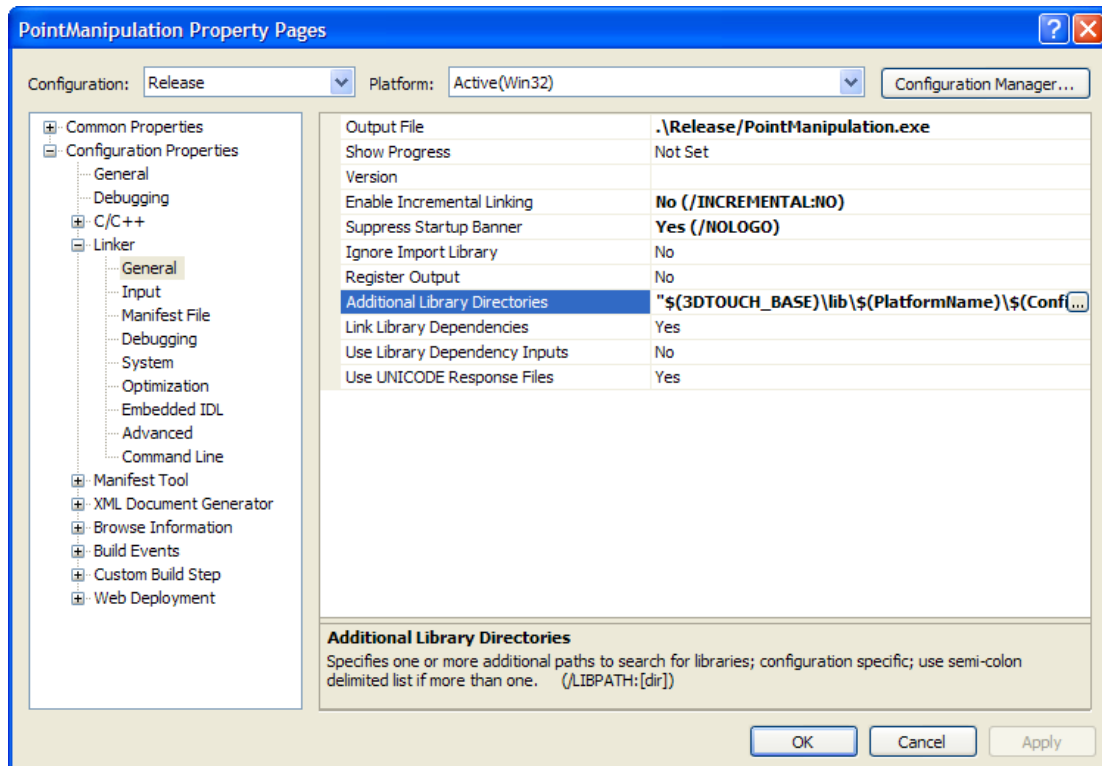 PointManipulation Property Pages
Configuration: Release Platform: Active(Win32) Configuration Manager...
Common Properties
Configuration Properties
General
Debugging
C/C++
Linker
General
Input
Manifest File
Debugging
System
Optimization
Embedded IDL
Advanced
Command Line
Manifest Tool
XML Document Generator
Browse Information
Build Events
Custom Build Step
Web Deployment
Output File .\Release/PointManipulation.exe
Show Progress Not Set
Version
Enable Incremental Linking No (/INCREMENTAL:NO)
Suppress Startup Banner Yes (/NOLOGO)
Ignore Import Library No
Register Output No
Additional Library Directories "$(3DTOUCH_BASE)\lib\$(PlatformName)\$(Confi ...
Link Library Dependencies Yes
Use Library Dependency Inputs No
Use UNICODE Response Files Yes
Additional Library Directories
Specifies one or more additional paths to search for libraries; configuration specific; use semi-colon
delimited list if more than one. (/LIBPATH:[dir])
OK Cancel Apply